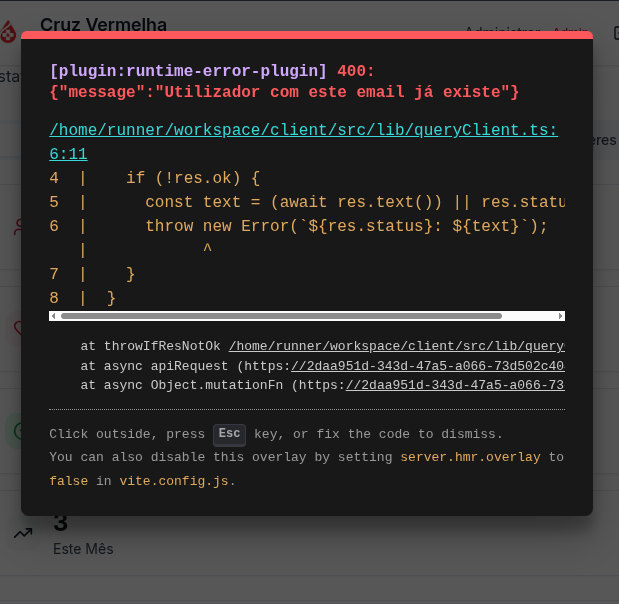 Cruz Vermelha
Administra Admin
[plugin:runtime-error-plugin] 400:
{"message":"Utilizador com este email já existe"}
/home/runner/workspace/client/src/lib/queryClient.ts:
6:11
4  |    if (!res.ok) {
5  |      const text = (await res.text()) || res.statu
6  |      throw new Error(`${res.status}: ${text}`);
   |            ^
7  |    }
8  |  }
at throwIfResNotOk /home/runner/workspace/client/src/lib/query
at async apiRequest (https://2daa951d-343d-47a5-a066-73d502c40
at async Object.mutationFn (https://2daa951d-343d-47a5-a066-73
Click outside, press Esc key, or fix the code to dismiss.
You can also disable this overlay by setting server.hmr.overlay to
false in vite.config.js.
3
Este Mês